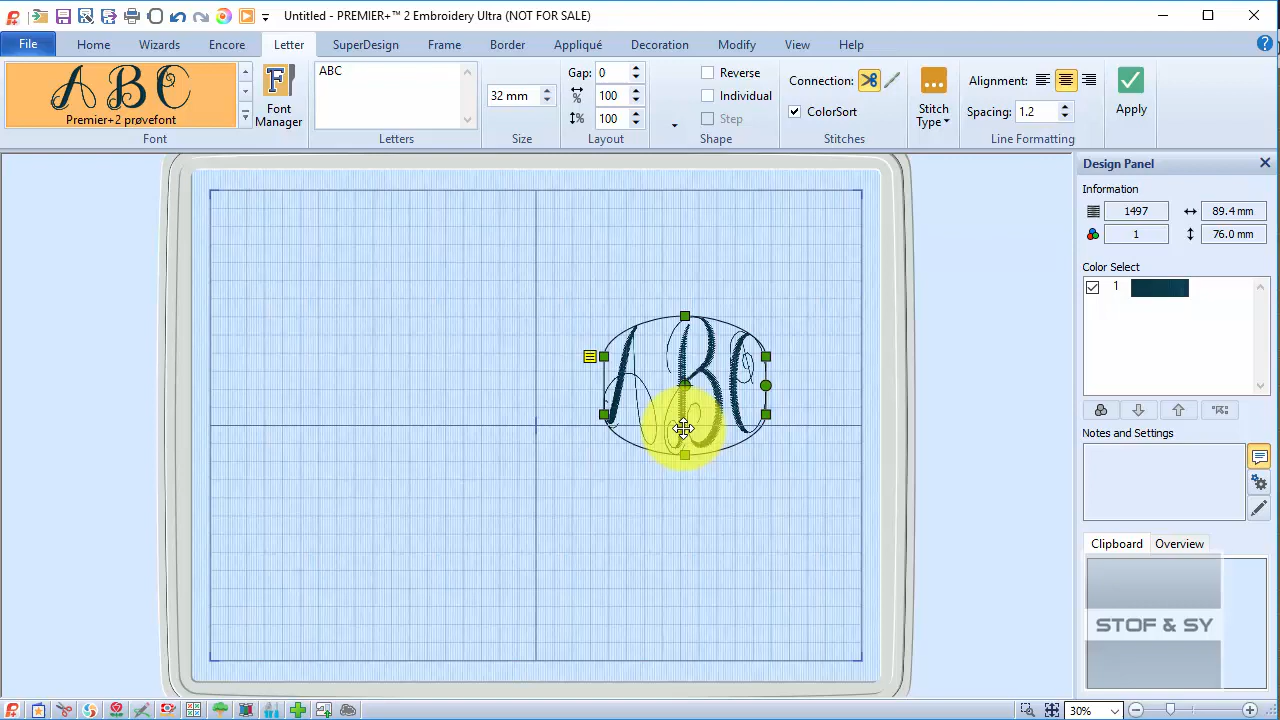 Untitled - PREMIER+™ 2 Embroidery Ultra (NOT FOR SALE)
File Home Wizards Encore Letter SuperDesign Frame Border Appliqué Decoration Modify View Help
ABC
Premier+2 prøvefont
Font
Font Manager
ABC
Letters
32 mm
Size
Gap: 0
100
100
Layout
Reverse
Individual
Step
Shape
Connection:
ColorSort
Stitches
Stitch Type
Alignment:
Spacing: 1.2
Line Formatting
Apply
ABC
Design Panel
Information
1497 89.4 mm
1 76.0 mm
Color Select
1
Notes and Settings
Clipboard Overview
STOF & SY
30%